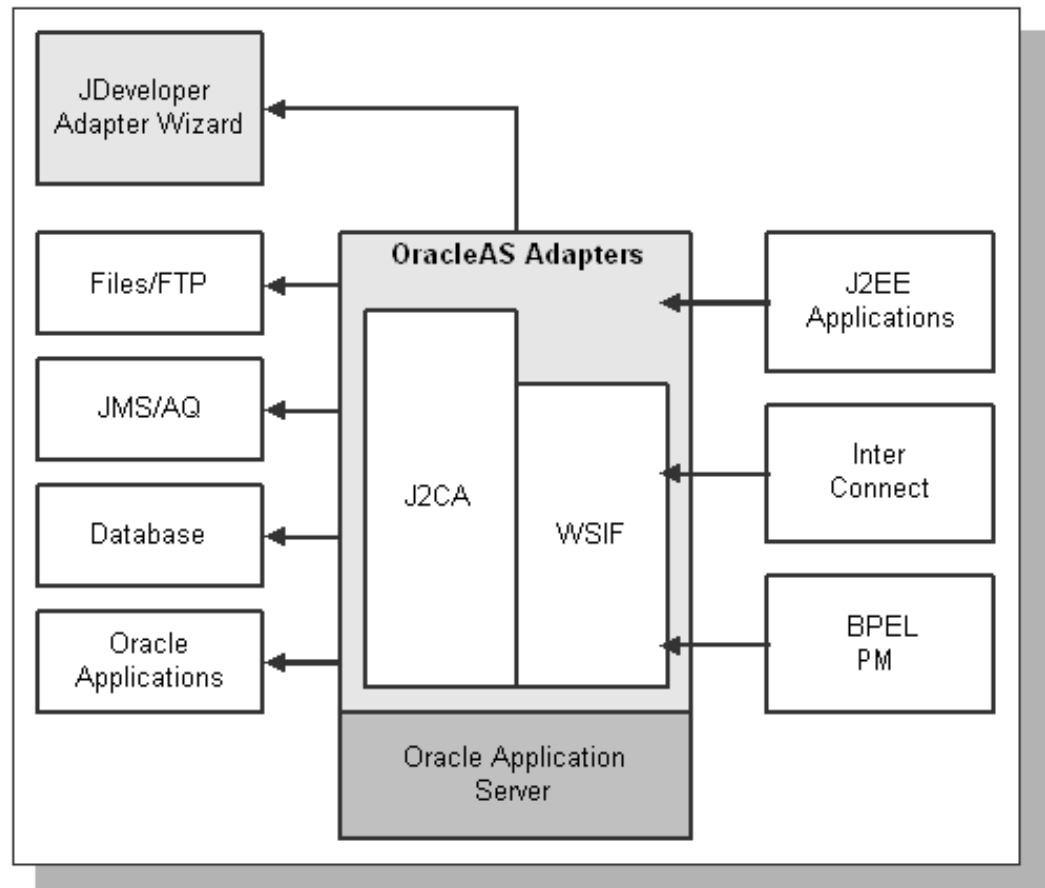 JDeveloper
Adapter Wizard
Files/FTP
JMS/AQ
Database
Oracle
Applications
OracleAS Adapters
J2CA
WSIF
Oracle Application
Server
J2EE
Applications
Inter
Connect
BPEL
PM